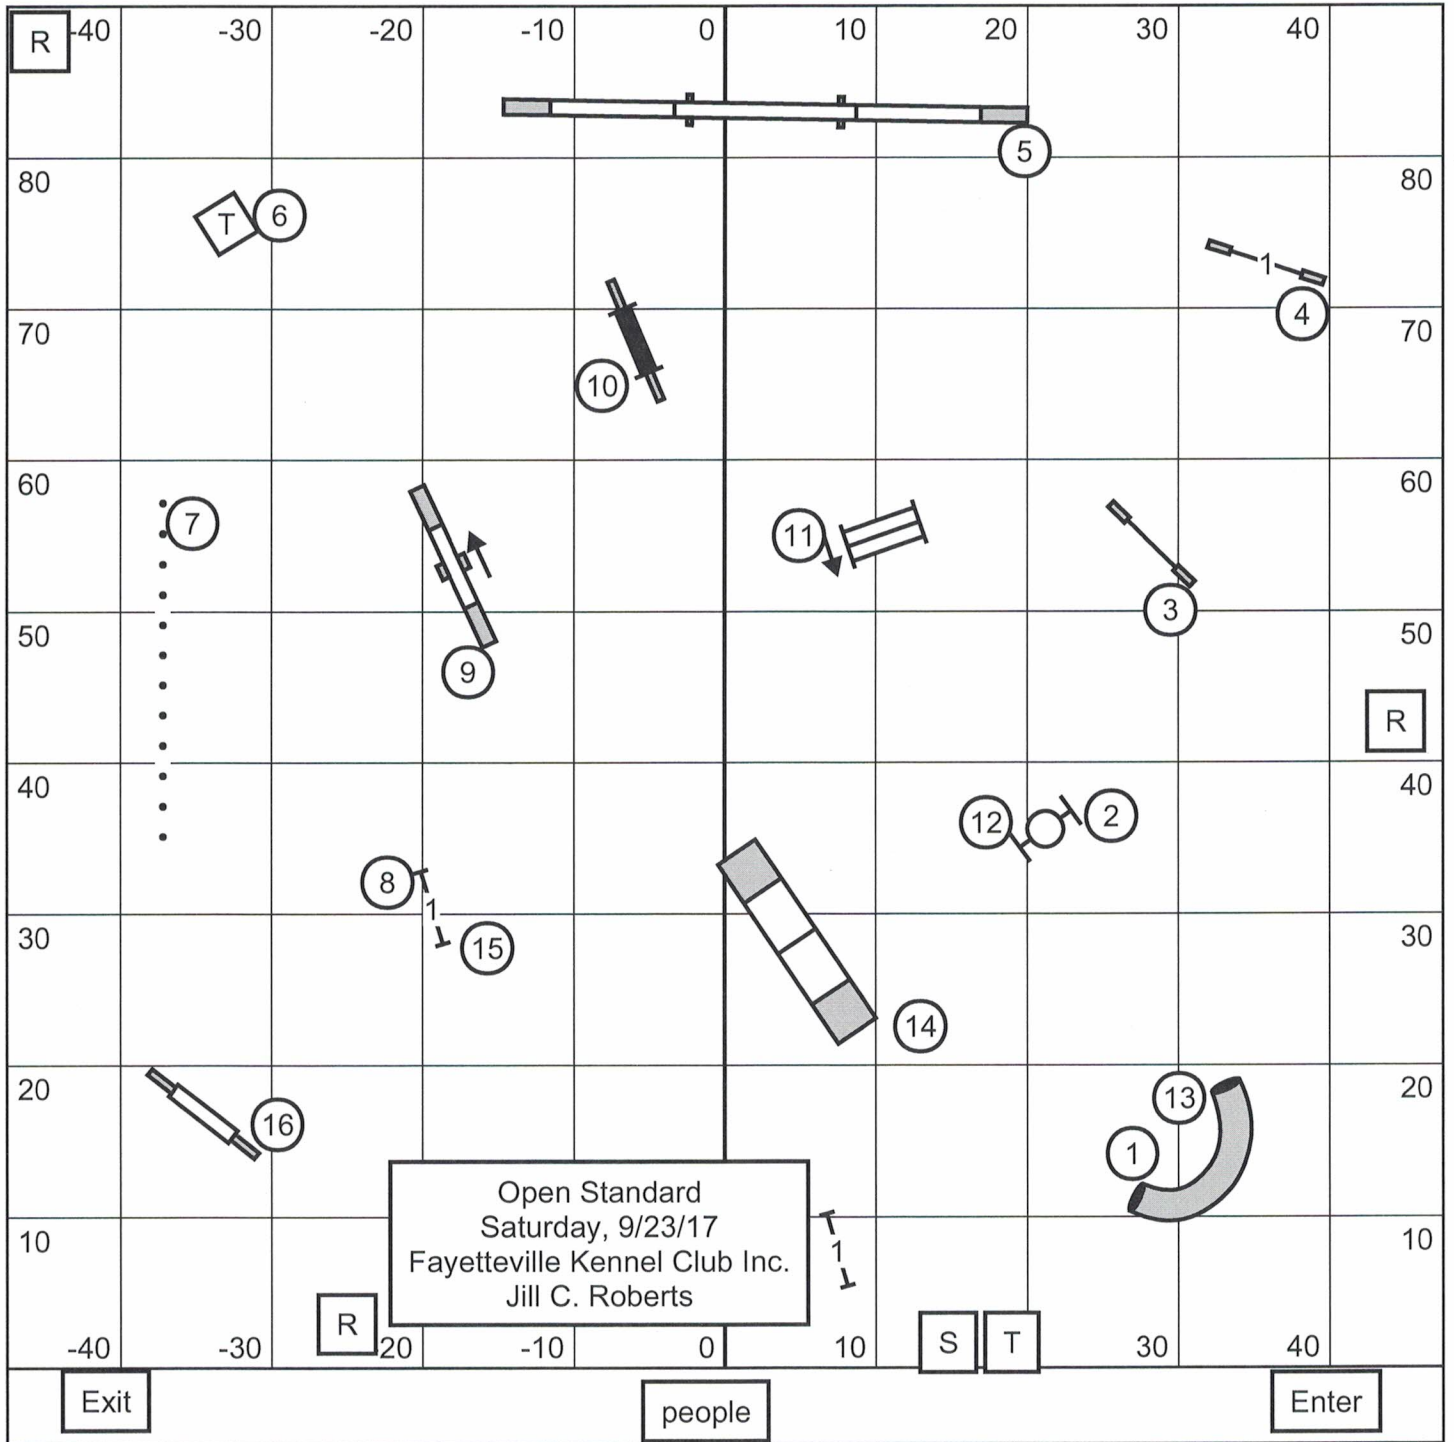 R -40 -30 -20 -10 0 10 20 30 40
5
80 80
T 6
1
4
70 70
10
60 60
7
11
3
50 50
9
R
40 40
12 2
8
1
30 30
15
14
20 20
13
16
1
Open Standard
Saturday, 9/23/17
Fayetteville Kennel Club Inc.
Jill C. Roberts
10 10
1
R
S T
-40 -30 20 -10 0 10 30 40
Exit people Enter